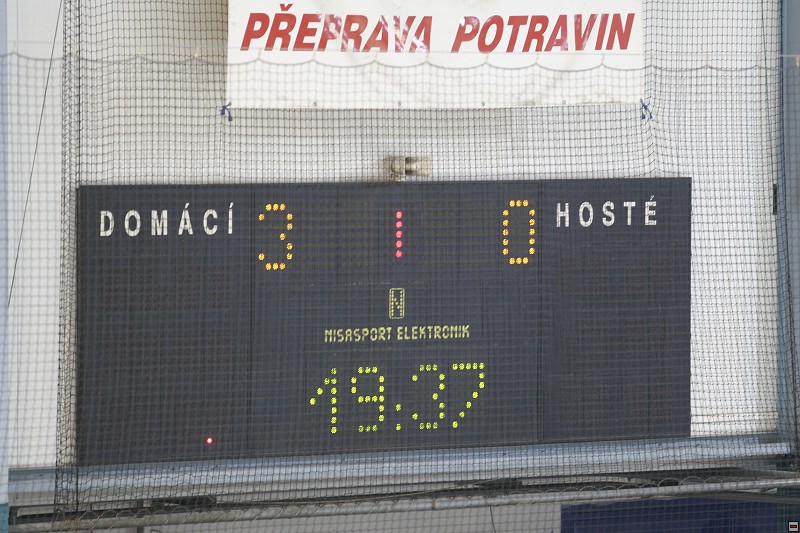 PŘEPRAVA POTRAVIN
DOMÁCÍ 3 1 0 HOSTÉ
N
NISASPORT ELEKTRONIK
19:37